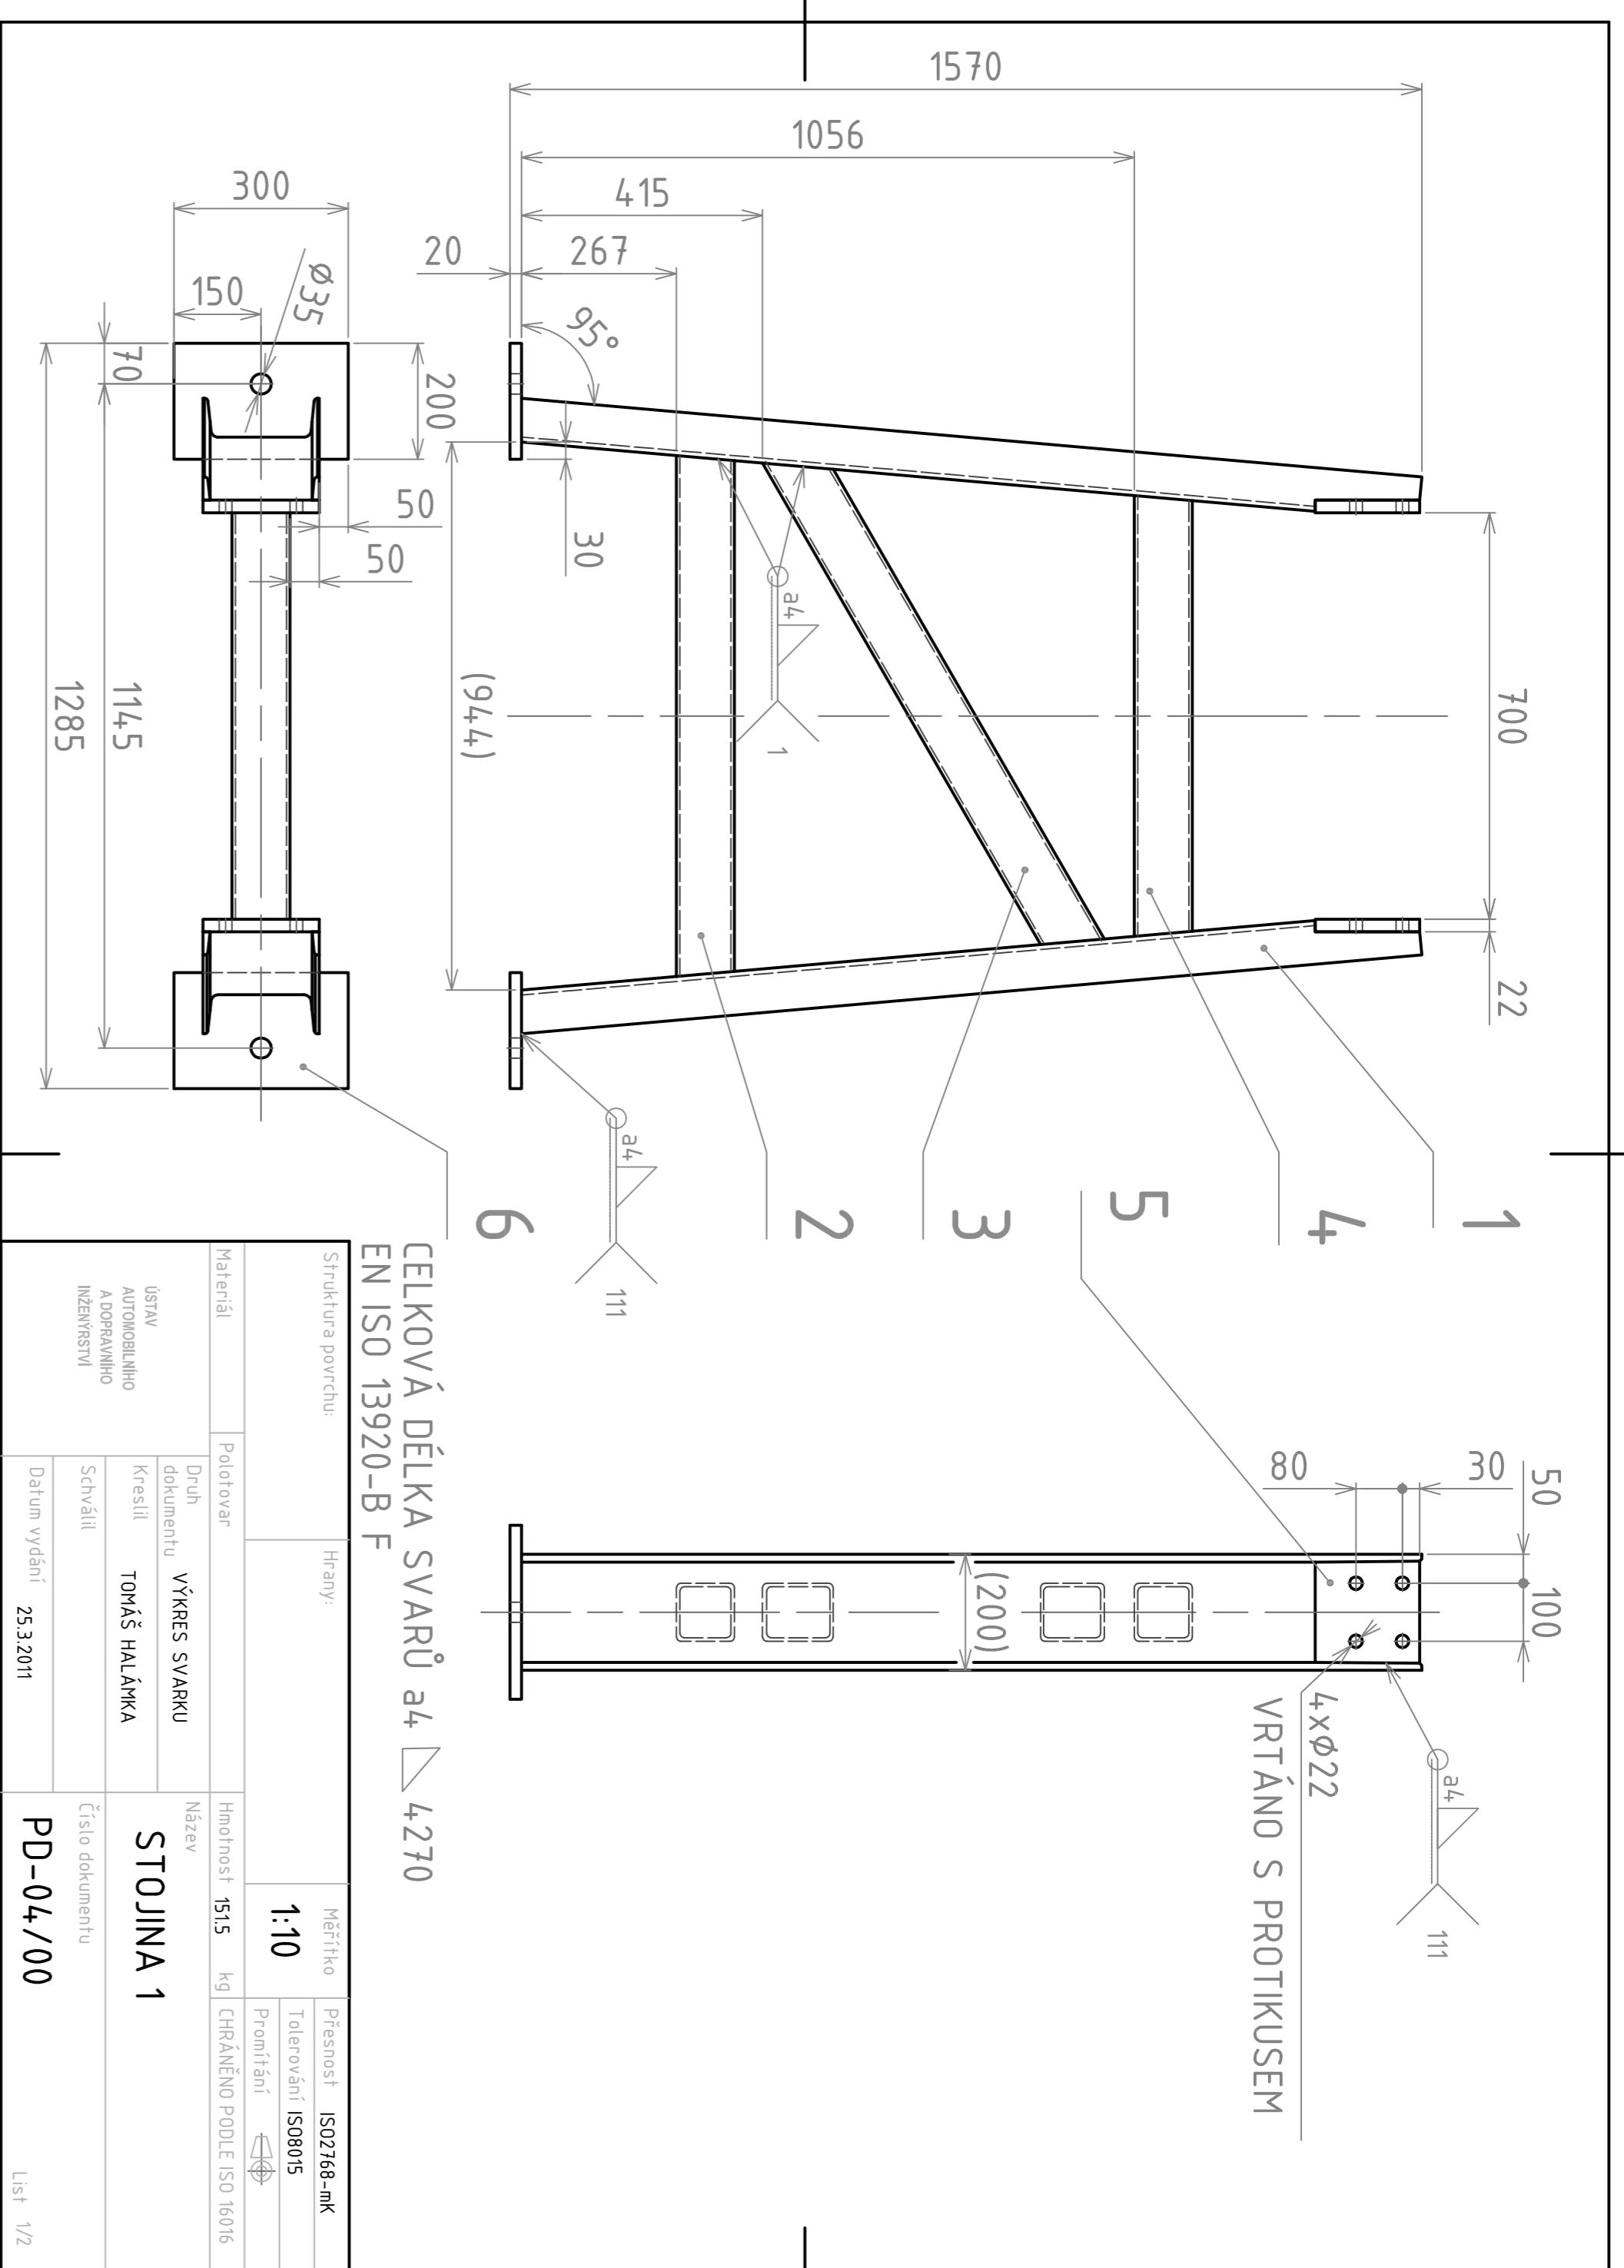 1570
1056
415
267
20
95°
30
(944)
700
22
300
150
Ø35
70
200
50
50
1145
1285
a4
1
a4
111
1
4
5
3
2
6
50
100
30
80
(200)
4xØ22
VRTÁNO S PROTIKUSEM
a4
111
CELKOVÁ DÉLKA SVARŮ a4 4270
EN ISO 13920-B F
Struktura povrchu:
Hrany:
Měřítko
1:10
Přesnost ISO2768-mK
Tolerování ISO8015
Promítání
Materiál
Polotovar
Hmotnost 151.5 kg
CHRÁNĚNO PODLE ISO 16016
ÚSTAV
AUTOMOBILNÍHO
A DOPRAVNÍHO
INŽENÝRSTVÍ
Druh
dokumentu VÝKRES SVARKU
Kreslil TOMÁŠ HALÁMKA
Schválil
Datum vydání 25.3.2011
Název
STOJINA 1
Číslo dokumentu
PD-04/00
List 1/2